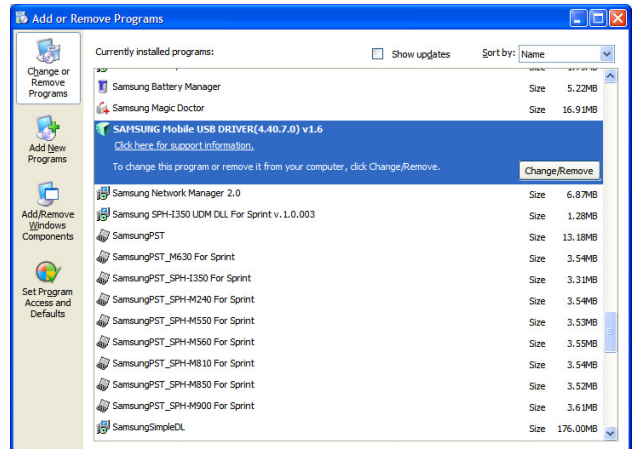 Add or Remove Programs
Currently installed programs:
Show updates
Sort by: Name
Change or
Remove
Programs
Add New
Programs
Add/Remove
Windows
Components
Set Program
Access and
Defaults
Samsung Battery Manager Size 5.22MB
Samsung Magic Doctor Size 16.91MB
SAMSUNG Mobile USB DRIVER(4.40.7.0) v1.6
Click here for support information.
To change this program or remove it from your computer, click Change/Remove. Change/Remove
Samsung Network Manager 2.0 Size 6.87MB
Samsung SPH-I350 UDM DLL For Sprint v.1.0.003 Size 1.28MB
SamsungPST Size 13.18MB
SamsungPST_M630 For Sprint Size 3.54MB
SamsungPST_SPH-I350 For Sprint Size 3.31MB
SamsungPST_SPH-M240 For Sprint Size 3.54MB
SamsungPST_SPH-M550 For Sprint Size 3.53MB
SamsungPST_SPH-M560 For Sprint Size 3.55MB
SamsungPST_SPH-M810 For Sprint Size 3.54MB
SamsungPST_SPH-M850 For Sprint Size 3.52MB
SamsungPST_SPH-M900 For Sprint Size 3.61MB
SamsungSimpleDL Size 176.00MB